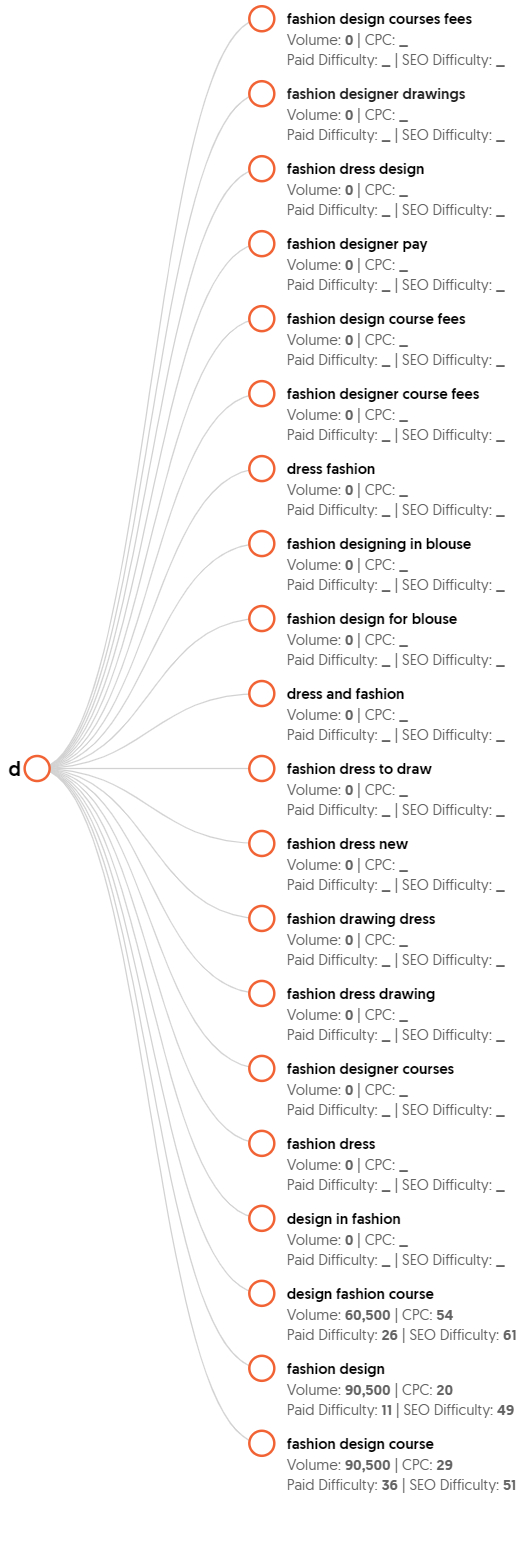 fashion design courses fees
Volume: 0 | CPC: _
Paid Difficulty: _ | SEO Difficulty: _
fashion designer drawings
Volume: 0 | CPC: _
Paid Difficulty: _ | SEO Difficulty: _
fashion dress design
Volume: 0 | CPC: _
Paid Difficulty: _ | SEO Difficulty: _
fashion designer pay
Volume: 0 | CPC: _
Paid Difficulty: _ | SEO Difficulty: _
fashion design course fees
Volume: 0 | CPC: _
Paid Difficulty: _ | SEO Difficulty: _
fashion designer course fees
Volume: 0 | CPC: _
Paid Difficulty: _ | SEO Difficulty: _
dress fashion
Volume: 0 | CPC: _
Paid Difficulty: _ | SEO Difficulty: _
fashion designing in blouse
Volume: 0 | CPC: _
Paid Difficulty: _ | SEO Difficulty: _
fashion design for blouse
Volume: 0 | CPC: _
Paid Difficulty: _ | SEO Difficulty: _
dress and fashion
Volume: 0 | CPC: _
Paid Difficulty: _ | SEO Difficulty: _
d
fashion dress to draw
Volume: 0 | CPC: _
Paid Difficulty: _ | SEO Difficulty: _
fashion dress new
Volume: 0 | CPC: _
Paid Difficulty: _ | SEO Difficulty: _
fashion drawing dress
Volume: 0 | CPC: _
Paid Difficulty: _ | SEO Difficulty: _
fashion dress drawing
Volume: 0 | CPC: _
Paid Difficulty: _ | SEO Difficulty: _
fashion designer courses
Volume: 0 | CPC: _
Paid Difficulty: _ | SEO Difficulty: _
fashion dress
Volume: 0 | CPC: _
Paid Difficulty: _ | SEO Difficulty: _
design in fashion
Volume: 0 | CPC: _
Paid Difficulty: _ | SEO Difficulty: _
design fashion course
Volume: 60,500 | CPC: 54
Paid Difficulty: 26 | SEO Difficulty: 61
fashion design
Volume: 90,500 | CPC: 20
Paid Difficulty: 11 | SEO Difficulty: 49
fashion design course
Volume: 90,500 | CPC: 29
Paid Difficulty: 36 | SEO Difficulty: 51